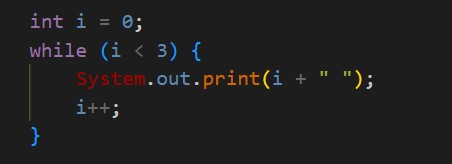 int i = 0;
while (i < 3) {
    System.out.print(i + " ");
    i++;
}